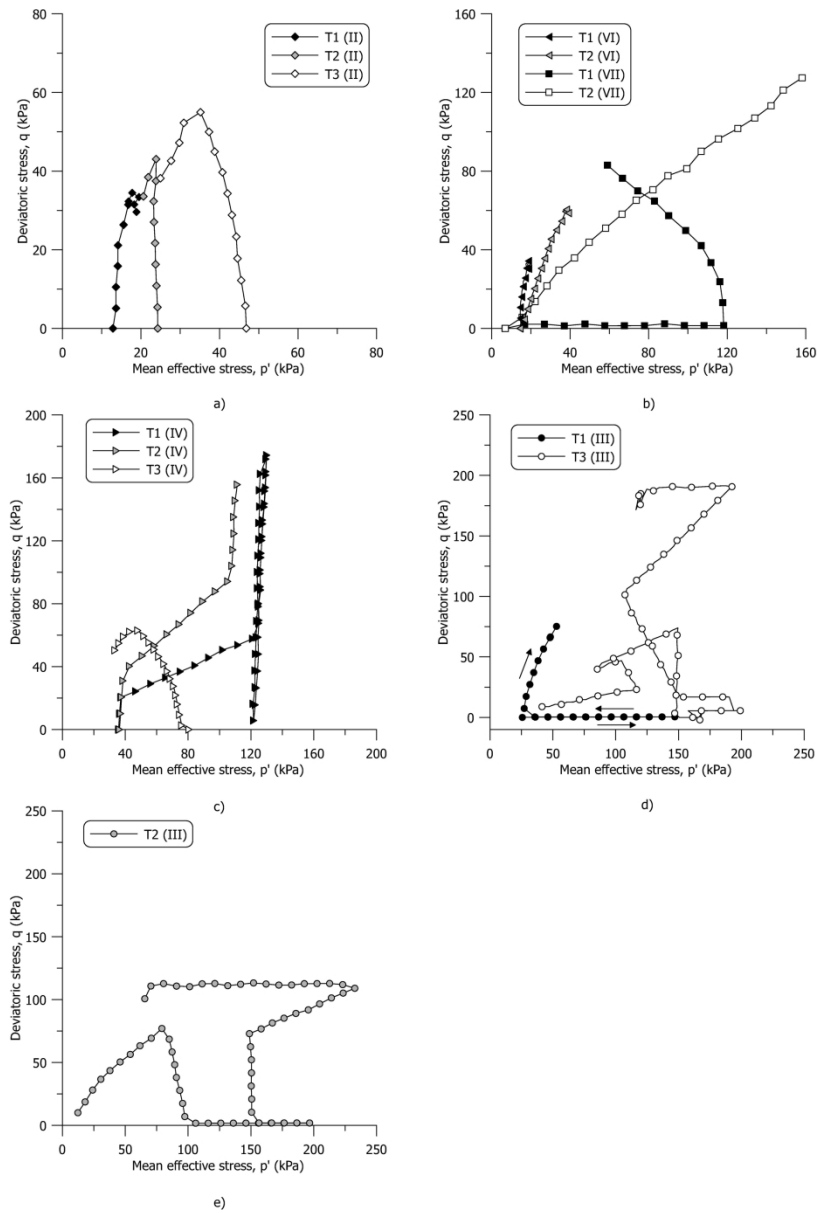 80
60
40
20
0
Deviatoric stress, q (kPa)
T1 (II)
T2 (II)
T3 (II)
0 20 40 60 80
Mean effective stress, p' (kPa)
a)
160
120
80
40
0
Deviatoric stress, q (kPa)
T1 (VI)
T2 (VI)
T1 (VII)
T2 (VII)
0 40 80 120 160
Mean effective stress, p' (kPa)
b)
200
160
120
80
40
0
Deviatoric stress, q (kPa)
T1 (IV)
T2 (IV)
T3 (IV)
0 40 80 120 160 200
Mean effective stress, p' (kPa)
c)
250
200
150
100
50
0
Deviatoric stress, q (kPa)
T1 (III)
T3 (III)
0 50 100 150 200 250
Mean effective stress, p' (kPa)
d)
250
200
150
100
50
0
Deviatoric stress, q (kPa)
T2 (III)
0 50 100 150 200 250
Mean effective stress, p' (kPa)
e)